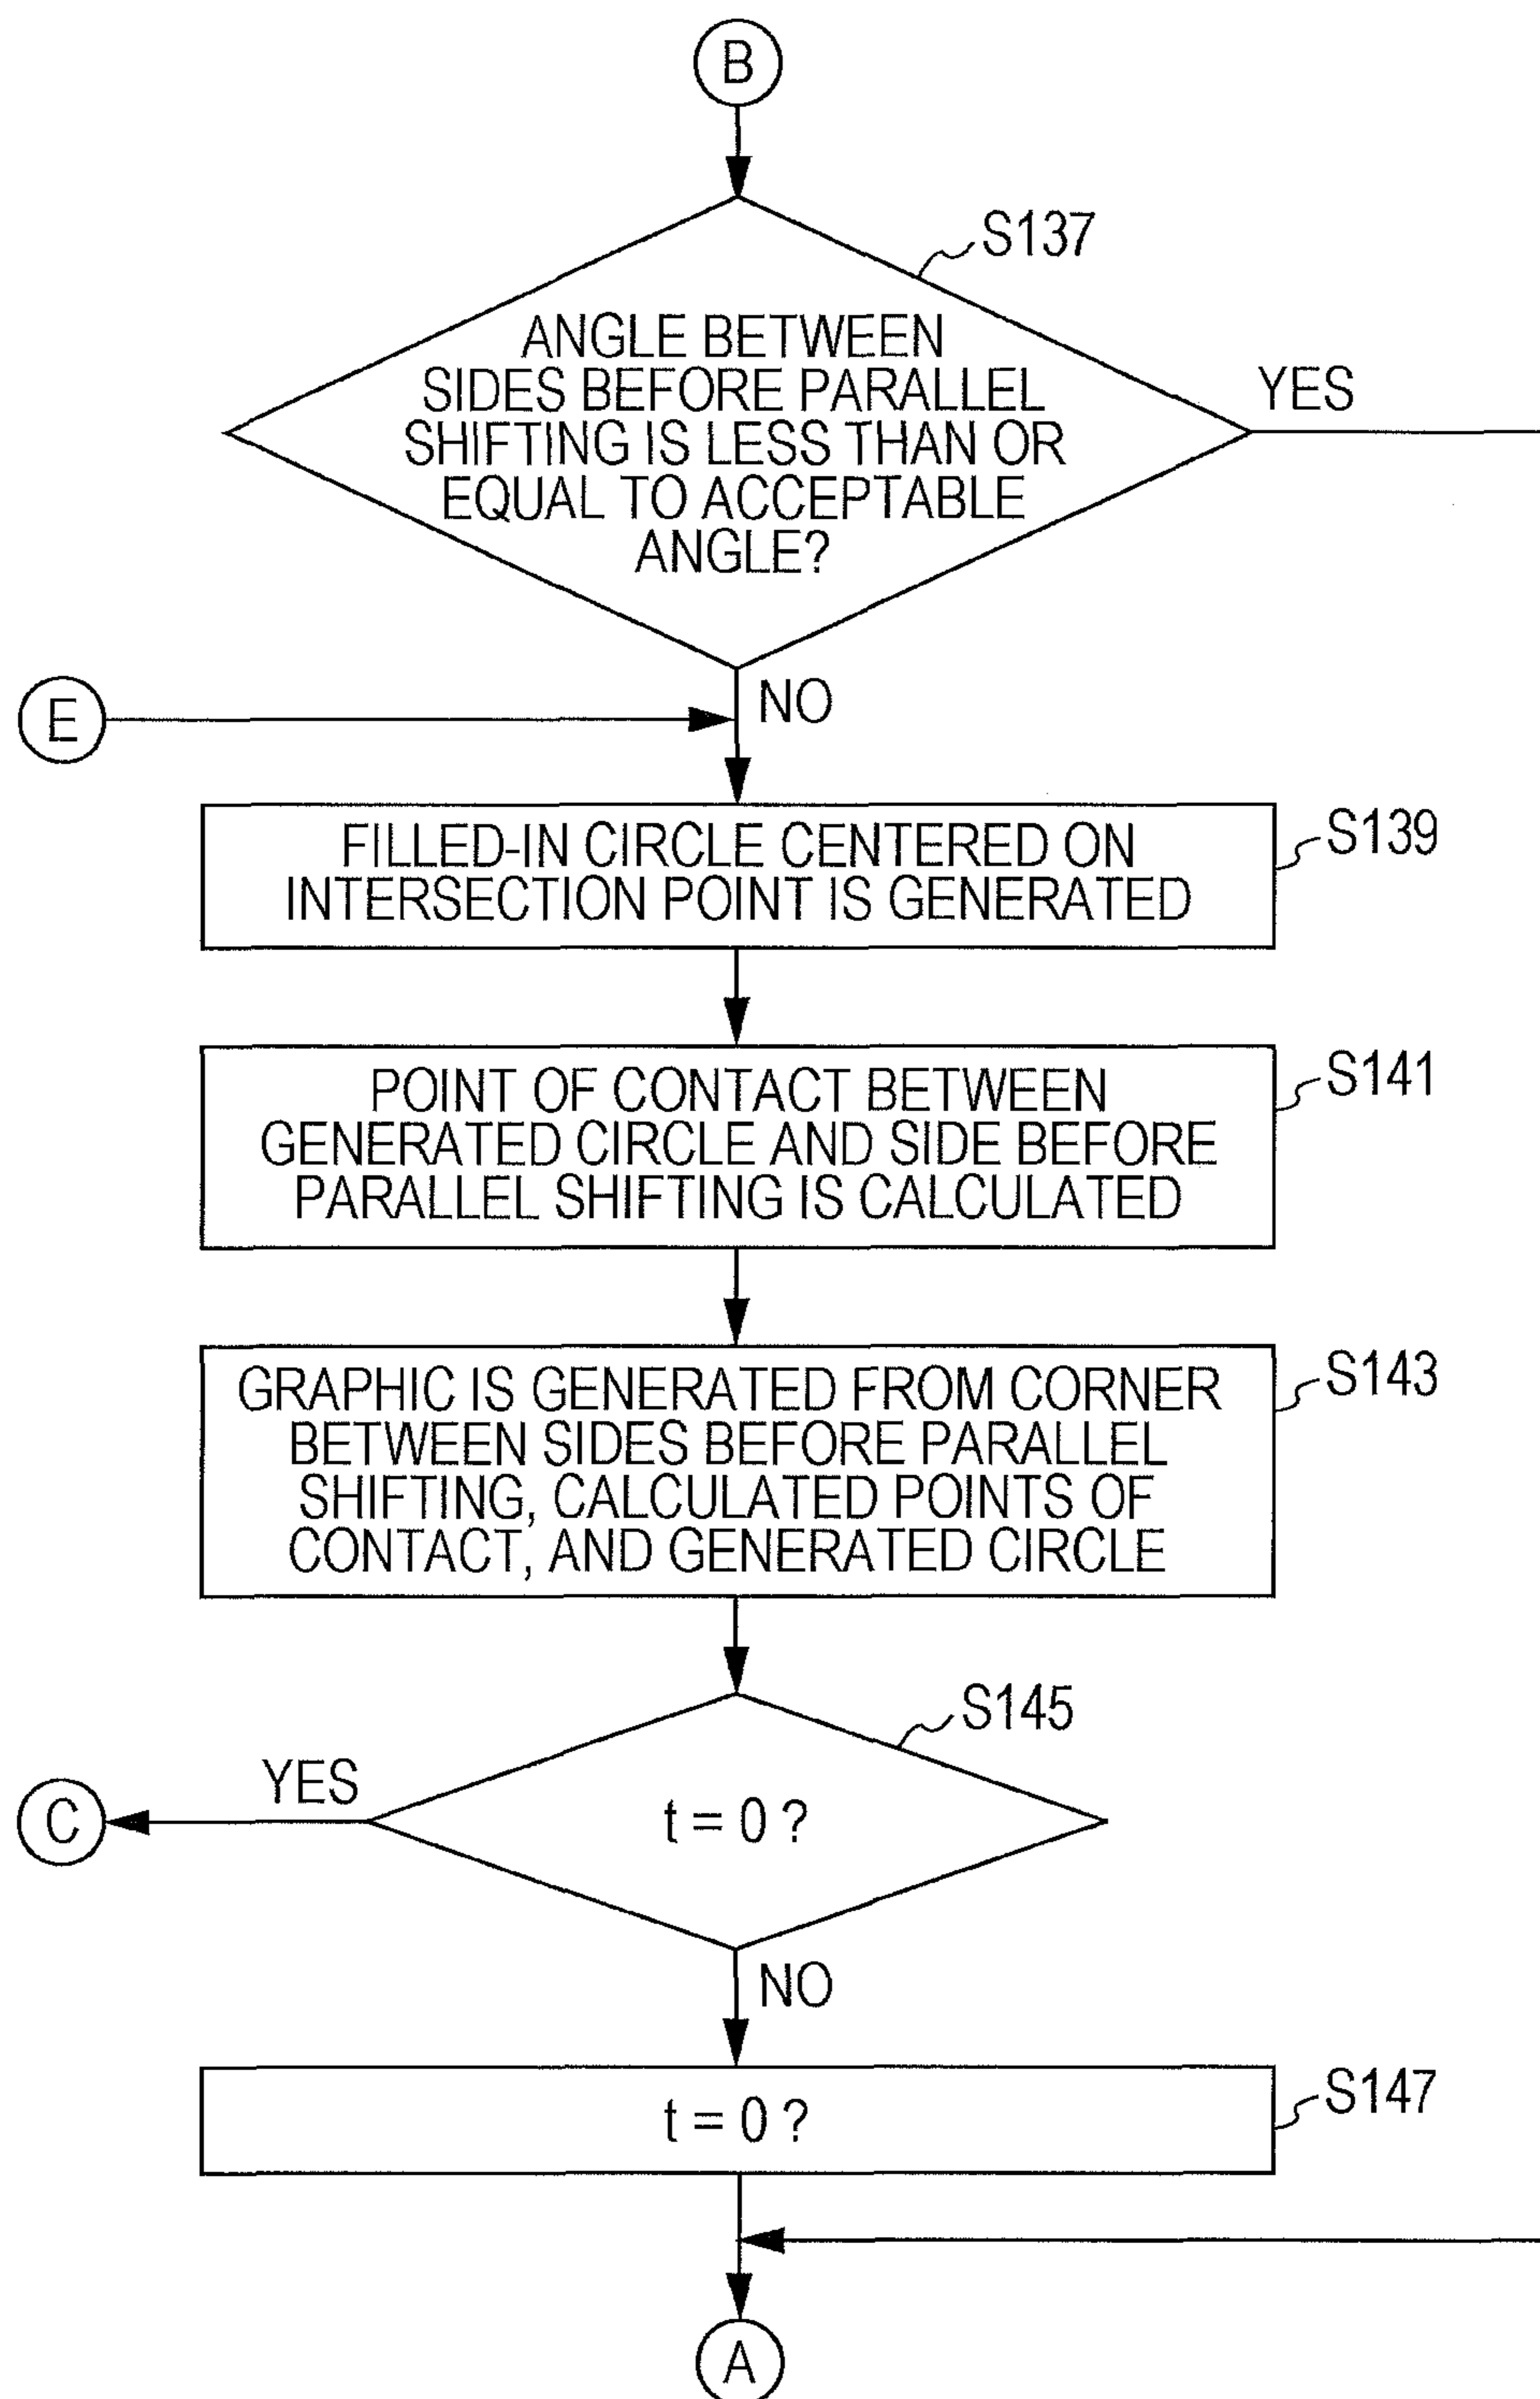 B
S137
ANGLE BETWEEN
SIDES BEFORE PARALLEL
SHIFTING IS LESS THAN OR
EQUAL TO ACCEPTABLE
ANGLE?
YES
NO
E
S139
FILLED-IN CIRCLE CENTERED ON
INTERSECTION POINT IS GENERATED
S141
POINT OF CONTACT BETWEEN
GENERATED CIRCLE AND SIDE BEFORE
PARALLEL SHIFTING IS CALCULATED
S143
GRAPHIC IS GENERATED FROM CORNER
BETWEEN SIDES BEFORE PARALLEL
SHIFTING, CALCULATED POINTS OF
CONTACT, AND GENERATED CIRCLE
S145
YES
C
t = 0 ?
NO
S147
t = 0 ?
A